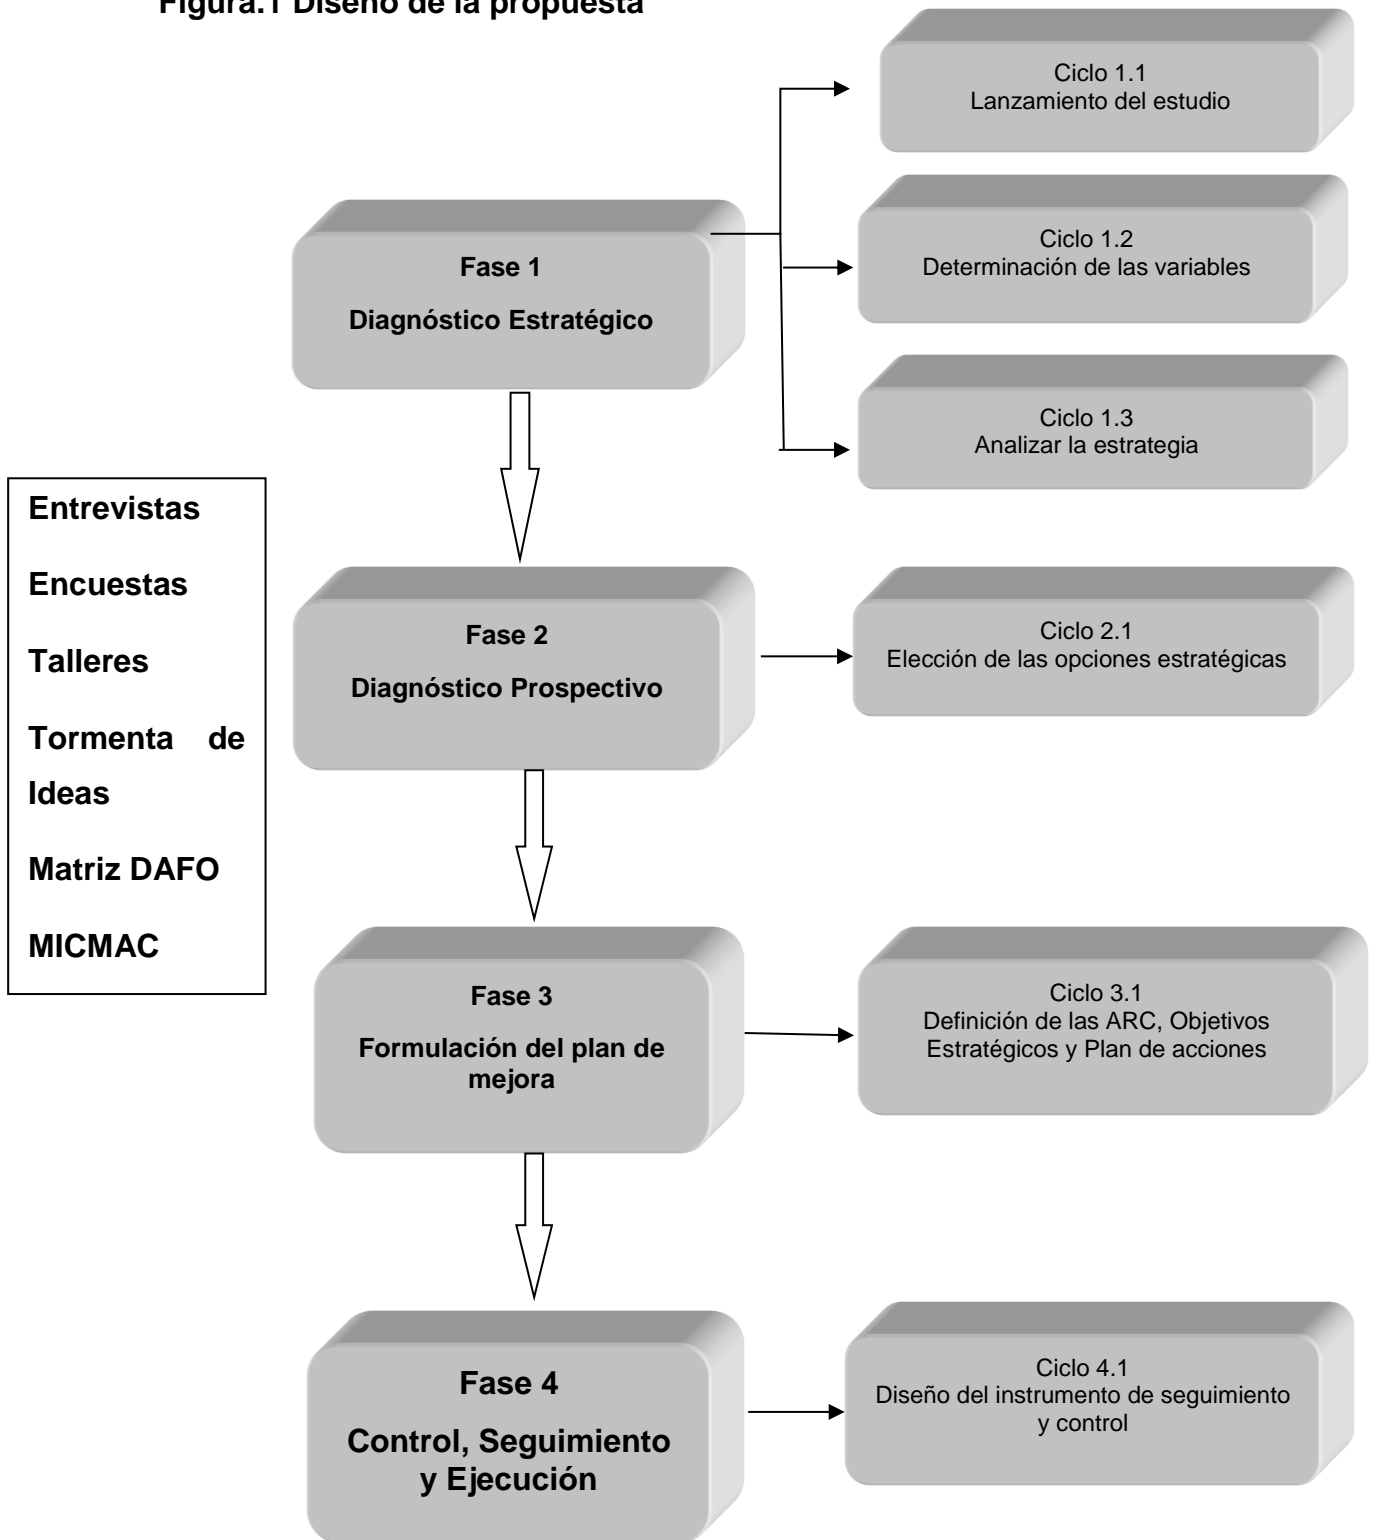 Figura.1 Diseño de la propuesta
Ciclo 1.1
Lanzamiento del estudio
Ciclo 1.2
Determinación de las variables
Fase 1
Diagnóstico Estratégico
Ciclo 1.3
Analizar la estrategia
Entrevistas
Encuestas
Talleres
Tormenta de
Ideas
Matriz DAFO
MICMAC
Fase 2
Diagnóstico Prospectivo
Ciclo 2.1
Elección de las opciones estratégicas
Fase 3
Formulación del plan de
mejora
Ciclo 3.1
Definición de las ARC, Objetivos
Estratégicos y Plan de acciones
Fase 4
Control, Seguimiento
y Ejecución
Ciclo 4.1
Diseño del instrumento de seguimiento
y control